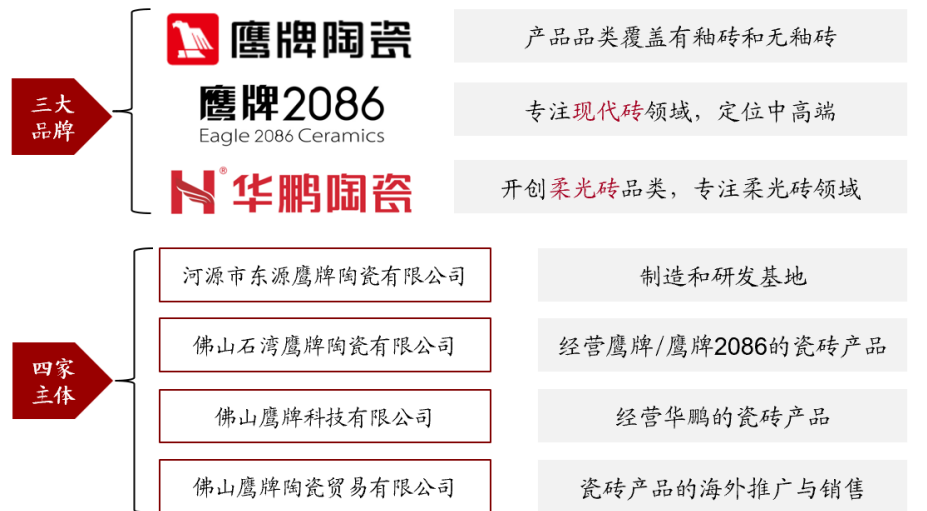 三大
品牌
鹰牌陶瓷
产品品类覆盖有釉砖和无釉砖
鹰牌2086
Eagle 2086 Ceramics
专注现代砖领域，定位中高端
H® 华鹏陶瓷
开创柔光砖品类，专注柔光砖领域
四家
主体
河源市东源鹰牌陶瓷有限公司
制造和研发基地
佛山石湾鹰牌陶瓷有限公司
经营鹰牌/鹰牌2086的瓷砖产品
佛山鹰牌科技有限公司
经营华鹏的瓷砖产品
佛山鹰牌陶瓷贸易有限公司
瓷砖产品的海外推广与销售